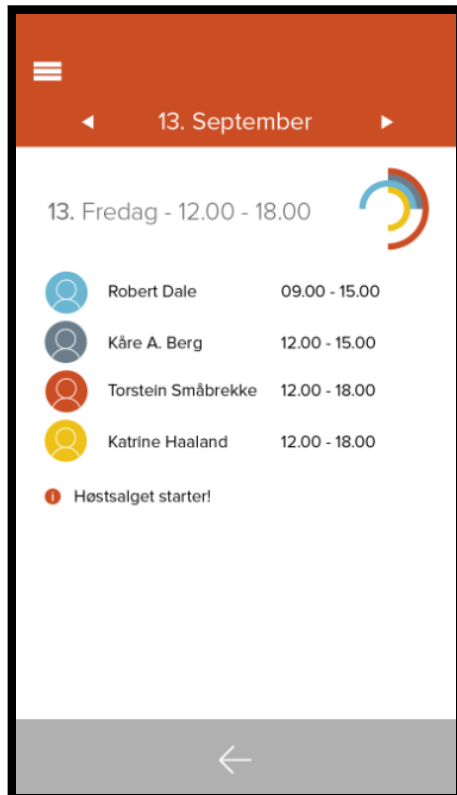 13. September
13. Fredag - 12.00 - 18.00
Robert Dale 09.00 - 15.00
Kåre A. Berg 12.00 - 15.00
Torstein Småbrekke 12.00 - 18.00
Katrine Haaland 12.00 - 18.00
i Høstsalget starter!